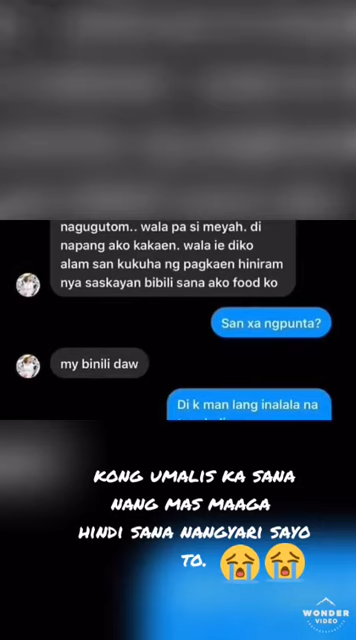 nagugutom.. wala pa si meyah. di
napang ako kakaen. wala ie diko
alam san kukuha ng pagkaen hiniram
nya saskayan bibili sana ako food ko
San xa ngpunta?
my binili daw
Di k man lang inalala na
KONG UMALIS KA SANA
NANG MAS MAAGA
HINDI SANA NANGYARI SAYO
TO. 😭😭
WONDER
VIDEO